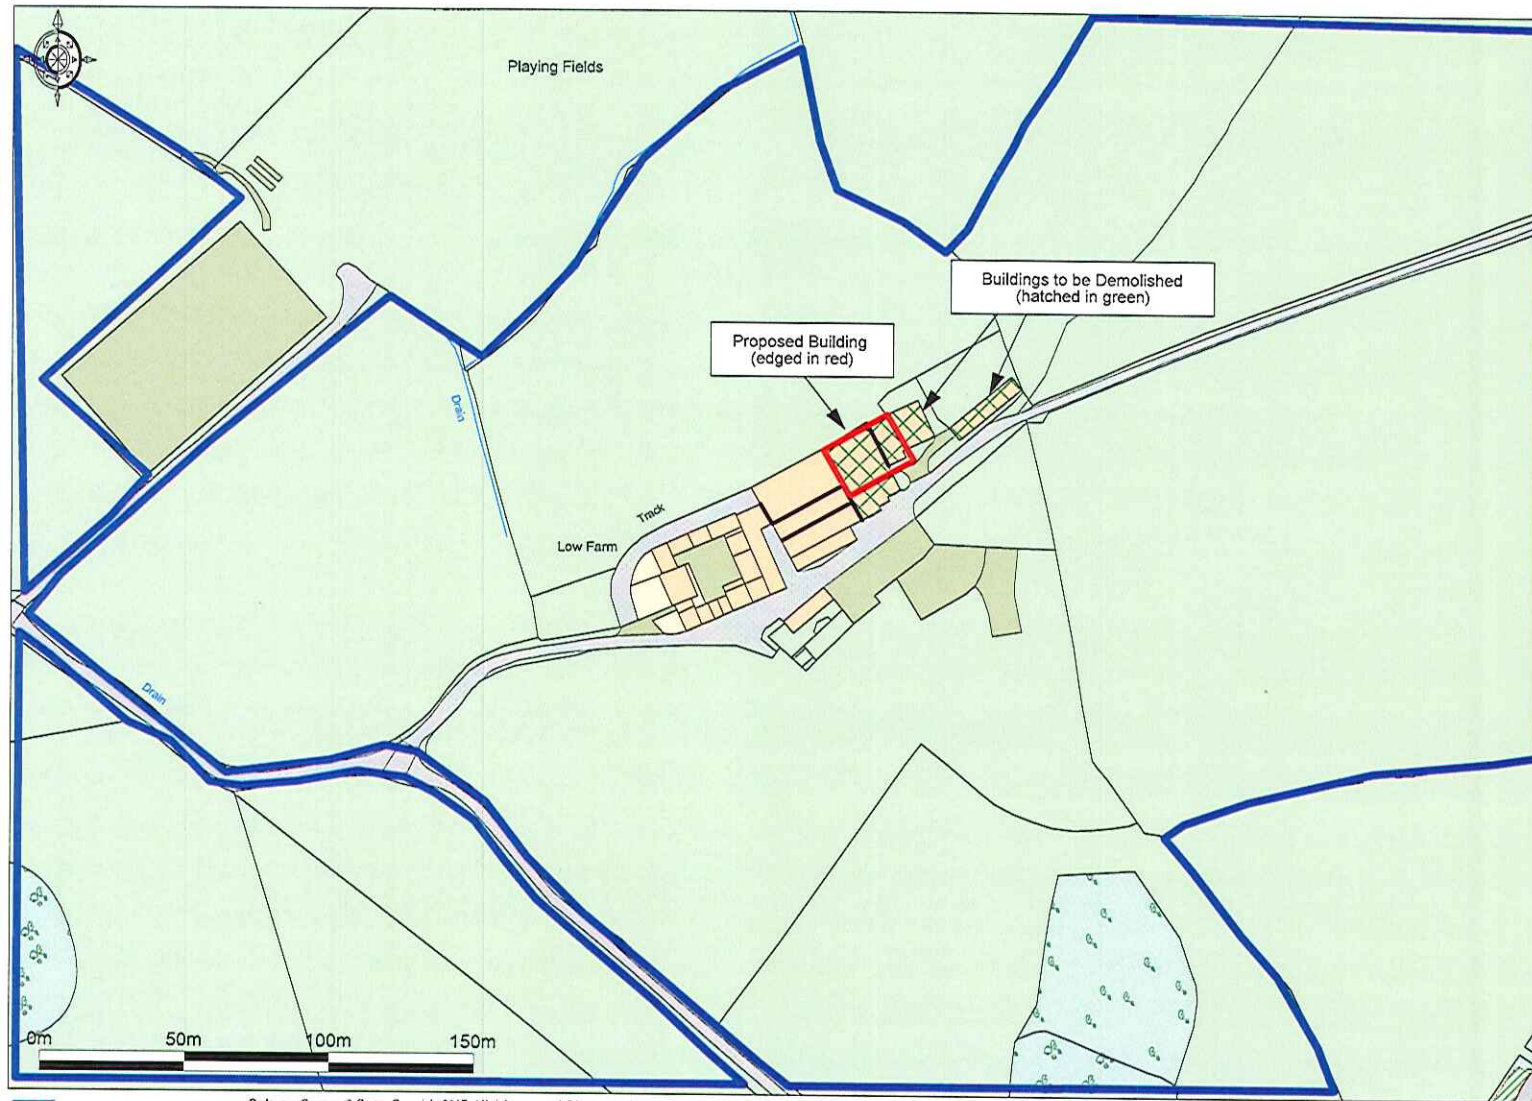 Playing Fields
Buildings to be Demolished
(hatched in green)
Proposed Building
(edged in red)
Drain
Track
Low Farm
Drain
0m 50m 100m 150m